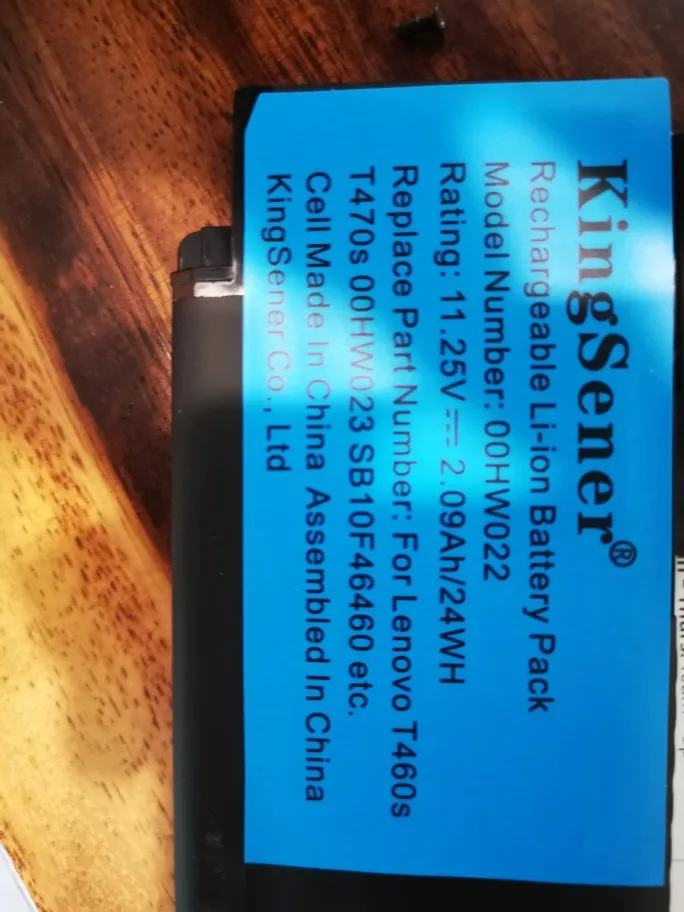 KingSener®
Rechargeable Li-ion Battery Pack
Model Number: 00HW022
Rating: 11.25V ⎓ 2.09Ah/24WH
Replace Part Number: For Lenovo T460s
T470s 00HW023 SB10F46460 etc.
Cell Made In China Assembled In China
KingSener Co., Ltd